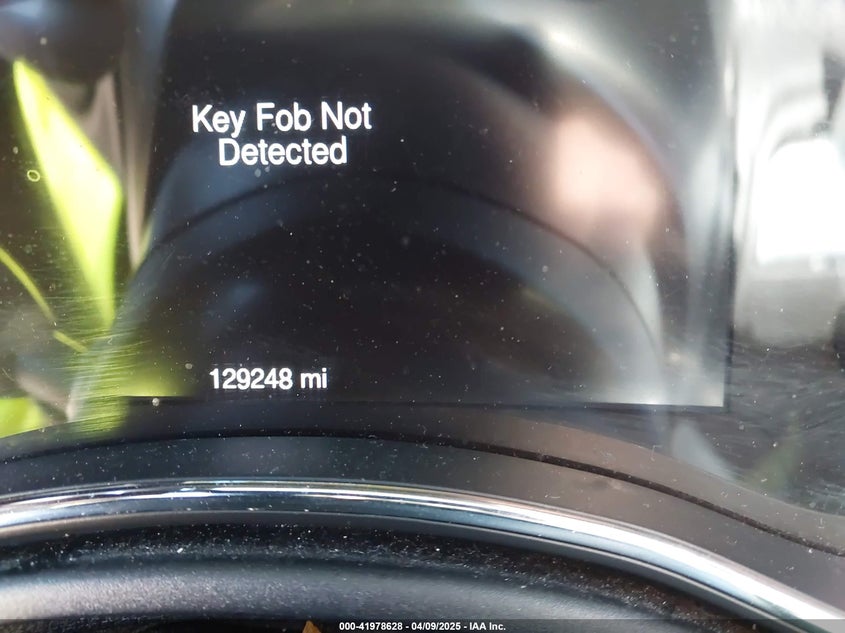 Key Fob Not
Detected
129248 mi
000-41978628 - 04/09/2025 - IAA Inc.